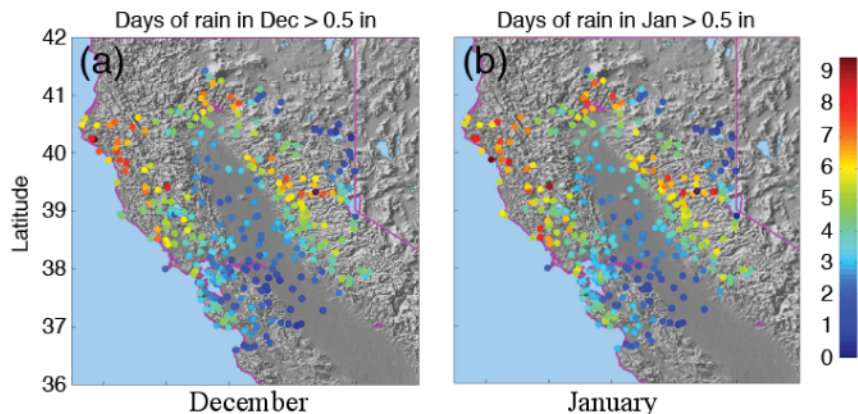 Days of rain in Dec > 0.5 in
Days of rain in Jan > 0.5 in
(a)
(b)
42
41
40
39
38
37
36
Latitude
9
8
7
6
5
4
3
2
1
0
December
January